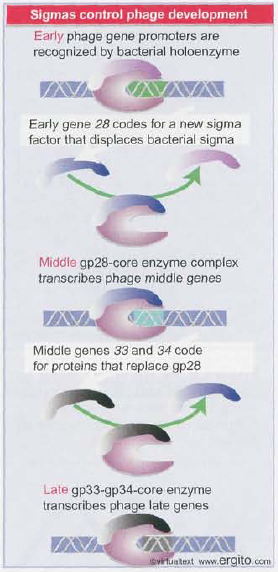 Sigmas control phage development
Early phage gene promoters are
recognized by bacterial holoenzyme
Early gene 28 codes for a new sigma
factor that displaces bacterial sigma
Middle gp28-core enzyme complex
transcribes phage middle genes
Middle genes 33 and 34 code
for proteins that replace gp28
Late gp33-gp34-core enzyme
transcribes phage late genes
©virtualtext www.ergito.com